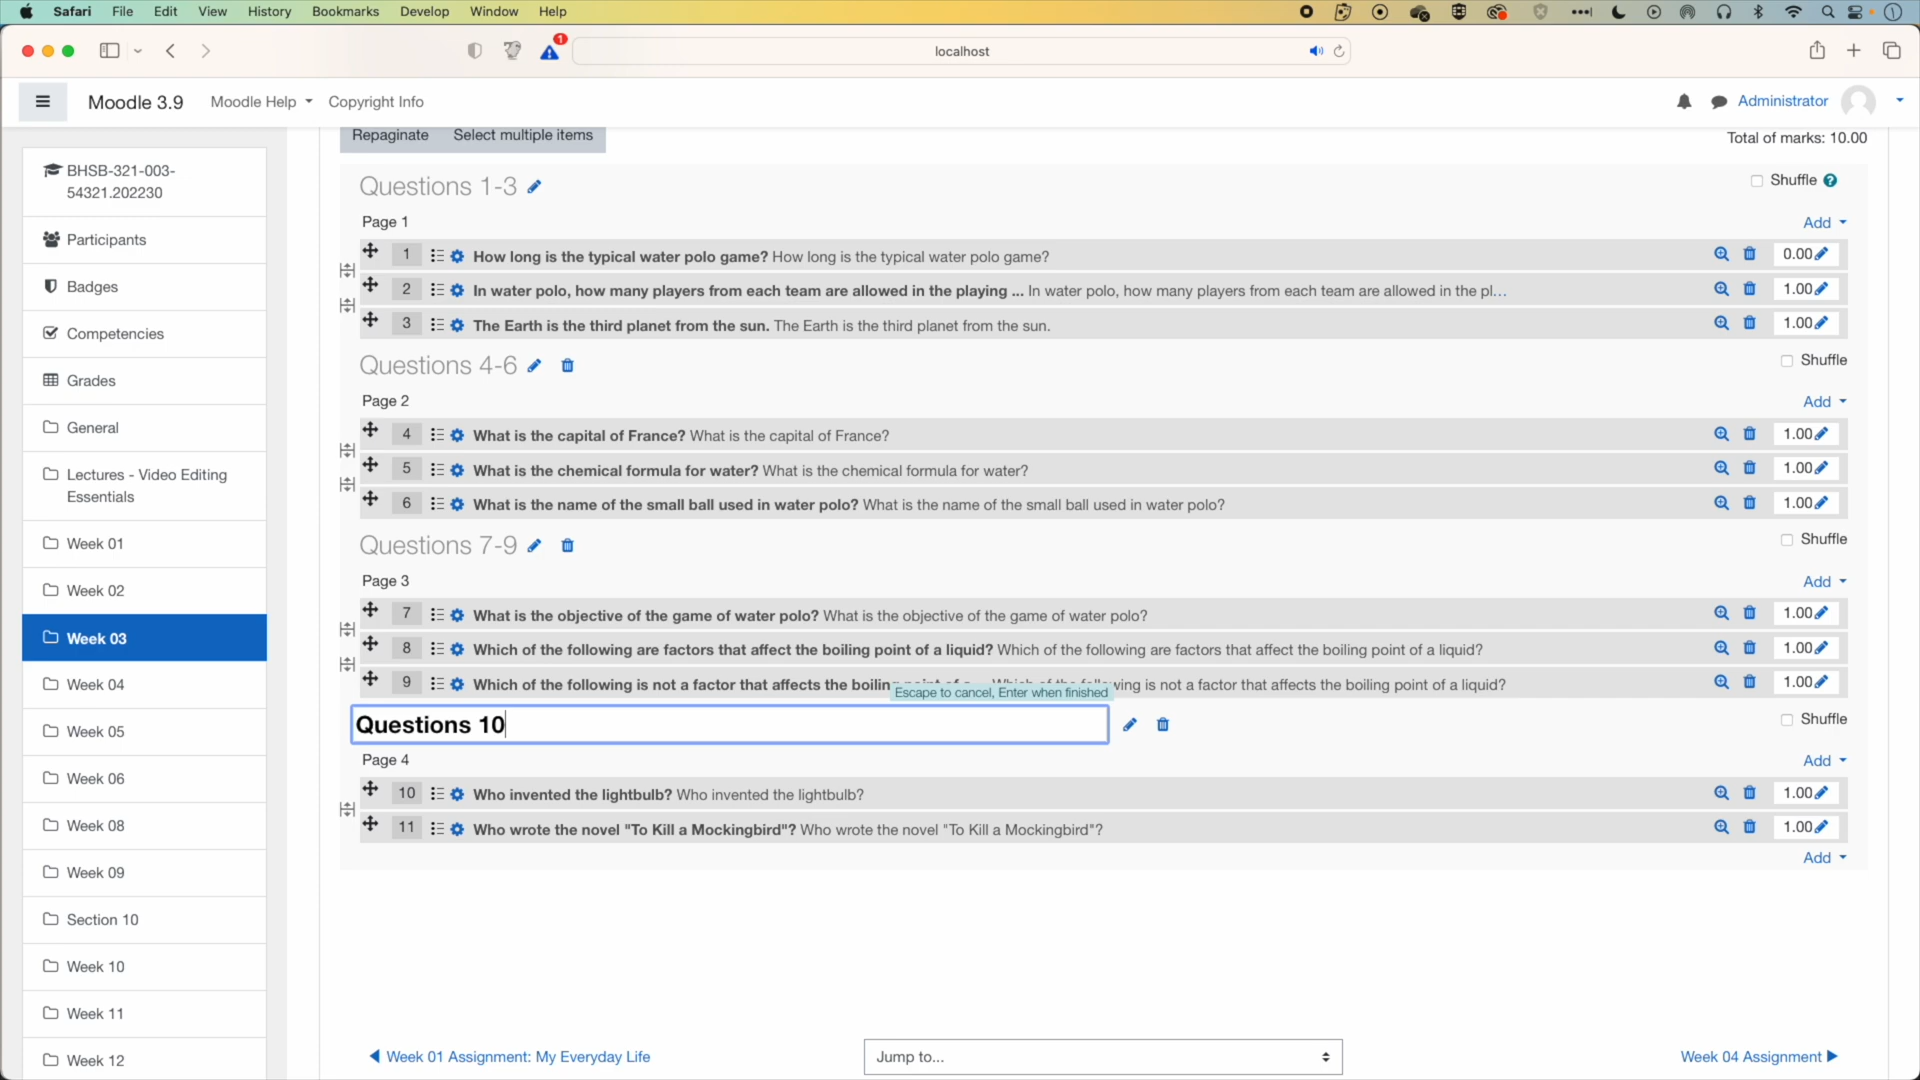 Safari File Edit View History Bookmarks Develop Window Help
1
localhost
Moodle 3.9 Moodle Help Copyright Info Administrator
Repaginate Select multiple items Total of marks: 10.00
BHSB-321-003-
54321.202230
Participants
Badges
Competencies
Grades
General
Lectures - Video Editing
Essentials
Week 01
Week 02
Week 03
Week 04
Week 05
Week 06
Week 08
Week 09
Section 10
Week 10
Week 11
Week 12
Questions 1-3 Shuffle ?
Page 1 Add
1 How long is the typical water polo game? How long is the typical water polo game? 0.00
2 In water polo, how many players from each team are allowed in the playing ... In water polo, how many players from each team are allowed in the pl... 1.00
3 The Earth is the third planet from the sun. The Earth is the third planet from the sun. 1.00
Questions 4-6 Shuffle
Page 2 Add
4 What is the capital of France? What is the capital of France? 1.00
5 What is the chemical formula for water? What is the chemical formula for water? 1.00
6 What is the name of the small ball used in water polo? What is the name of the small ball used in water polo? 1.00
Questions 7-9 Shuffle
Page 3 Add
7 What is the objective of the game of water polo? What is the objective of the game of water polo? 1.00
8 Which of the following are factors that affect the boiling point of a liquid? Which of the following are factors that affect the boiling point of a liquid? 1.00
9 Which of the following is not a factor that affects the boilin wing is not a factor that affects the boiling point of a liquid? 1.00
Escape to cancel, Enter when finished
Questions 10 Shuffle
Page 4 Add
10 Who invented the lightbulb? Who invented the lightbulb? 1.00
11 Who wrote the novel "To Kill a Mockingbird"? Who wrote the novel "To Kill a Mockingbird"? 1.00
Add
Week 01 Assignment: My Everyday Life Jump to... Week 04 Assignment